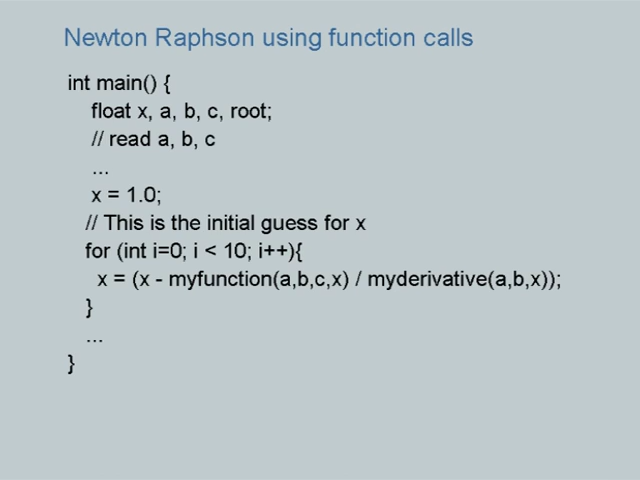 Newton Raphson using function calls
int main() {
float x, a, b, c, root;
// read a, b, c
...
x = 1.0;
// This is the initial guess for x
for (int i=0; i < 10; i++){
x = (x - myfunction(a,b,c,x) / myderivative(a,b,x));
}
...
}